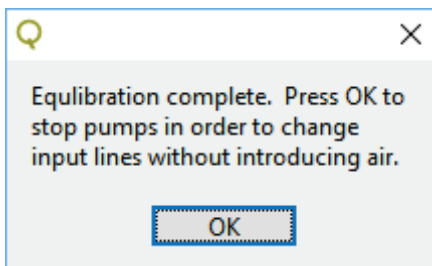 Equlibration complete.  Press OK to
stop pumps in order to change
input lines without introducing air.
OK